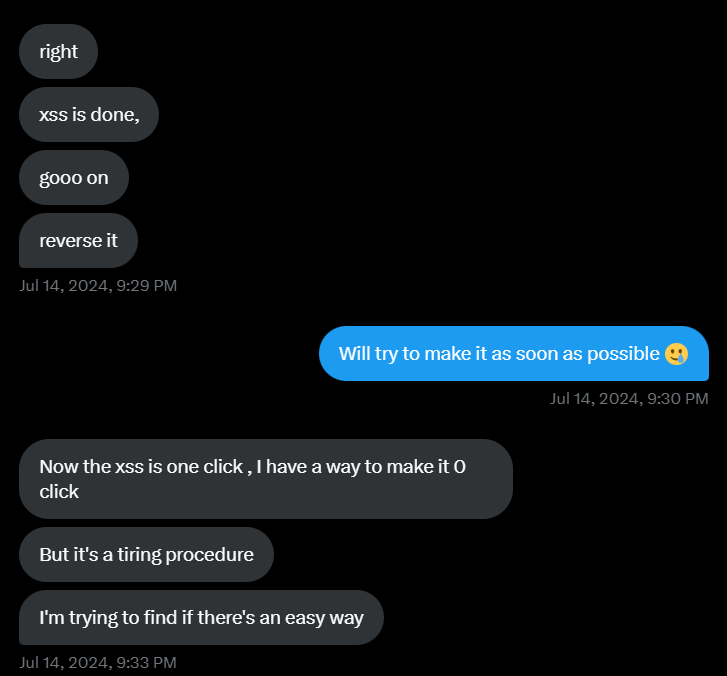 right
xss is done,
gooo on
reverse it
Jul 14, 2024, 9:29 PM
Will try to make it as soon as possible 🥲
Jul 14, 2024, 9:30 PM
Now the xss is one click , I have a way to make it 0
click
But it's a tiring procedure
I'm trying to find if there's an easy way
Jul 14, 2024, 9:33 PM